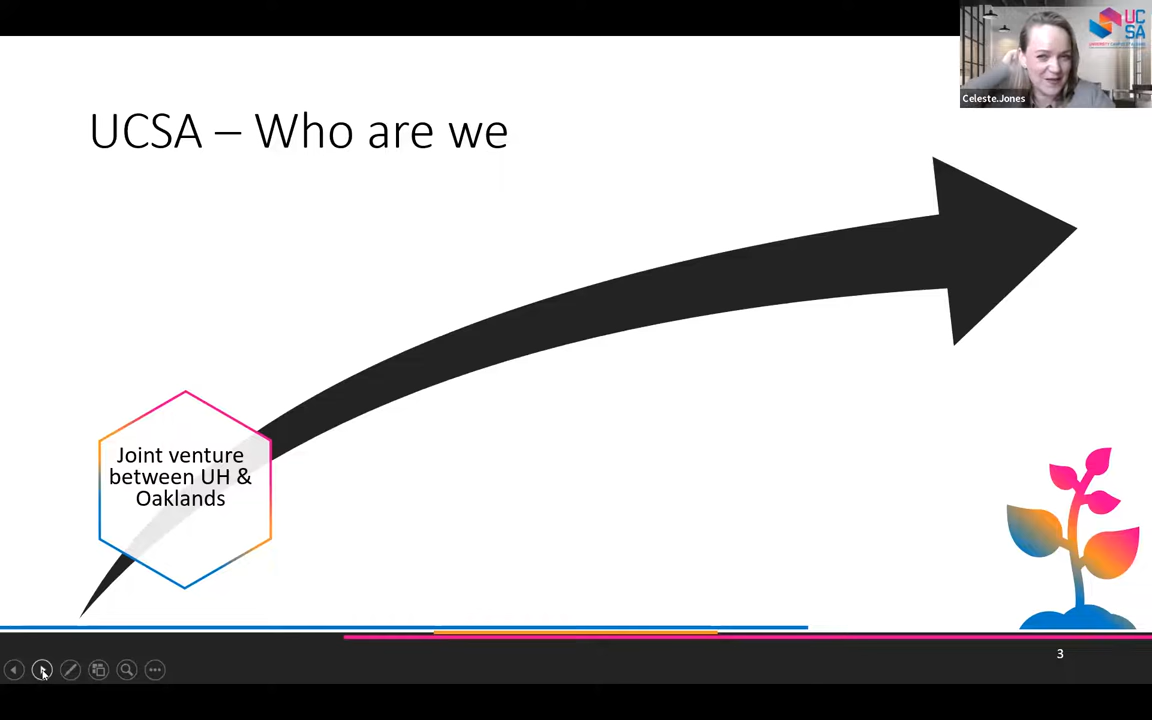 UC
SA
Celeste.Jones
UCSA – Who are we
Joint venture
between UH &
Oaklands
3